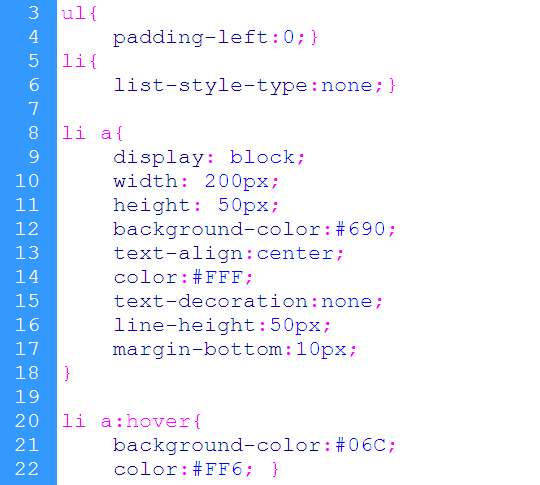 3 ul{
4 padding-left:0;}
5 li{
6 list-style-type:none;}
7
8 li a{
9 display: block;
10 width: 200px;
11 height: 50px;
12 background-color:#690;
13 text-align:center;
14 color:#FFF;
15 text-decoration:none;
16 line-height:50px;
17 margin-bottom:10px;
18 }
19
20 li a:hover{
21 background-color:#06C;
22 color:#FF6; }